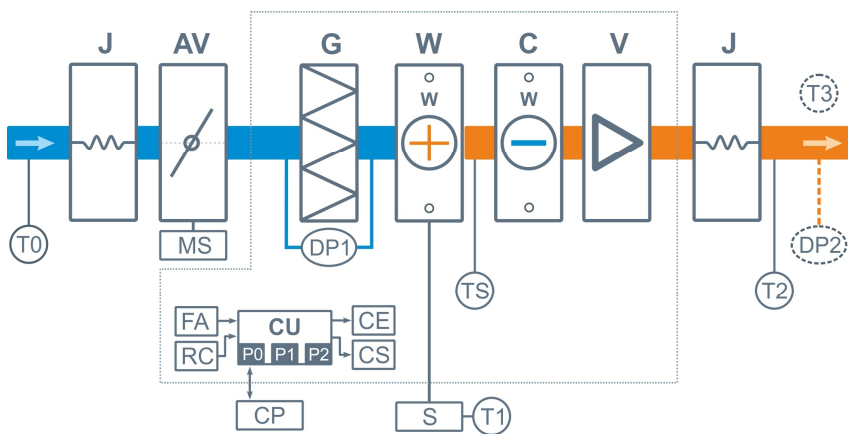 J AV G W C V J
W W
T3
T0
MS
DP1
DP2
TS
T2
FA
CU
CE
RC
P0 P1 P2
CS
CP
S
T1